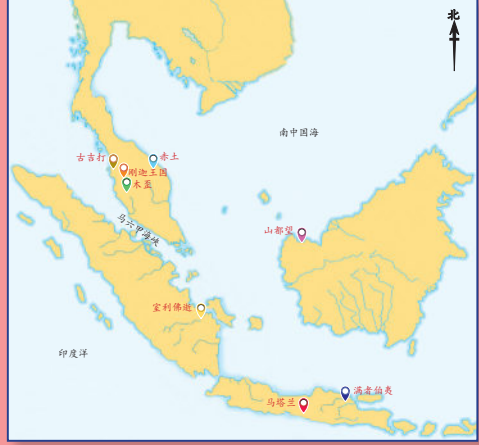 北
南中国海
古吉打
赤土
刚迦王国
木歪
马六甲海峡
山都望
室利佛逝
印度洋
满者伯夷
马塔兰